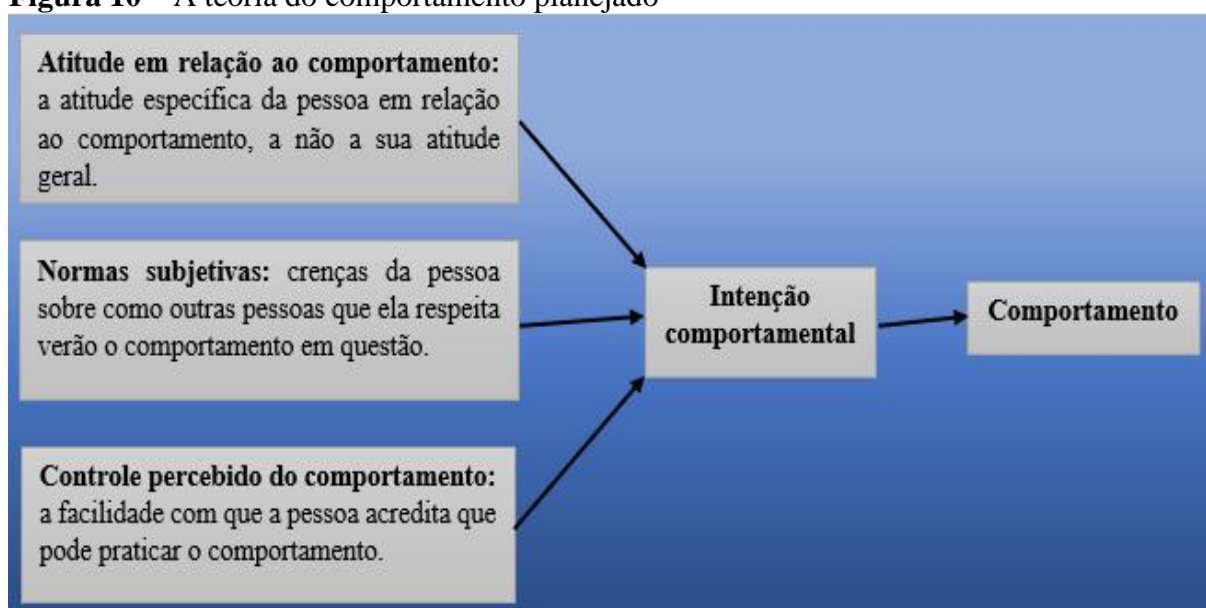 Figura 10 – A teoria do comportamento planejado
Atitude em relação ao comportamento:
a atitude específica da pessoa em relação
ao comportamento, a não a sua atitude
geral.
Normas subjetivas: crenças da pessoa
sobre como outras pessoas que ela respeita
verão o comportamento em questão.
Controle percebido do comportamento:
a facilidade com que a pessoa acredita que
pode praticar o comportamento.
Intenção
comportamental
Comportamento